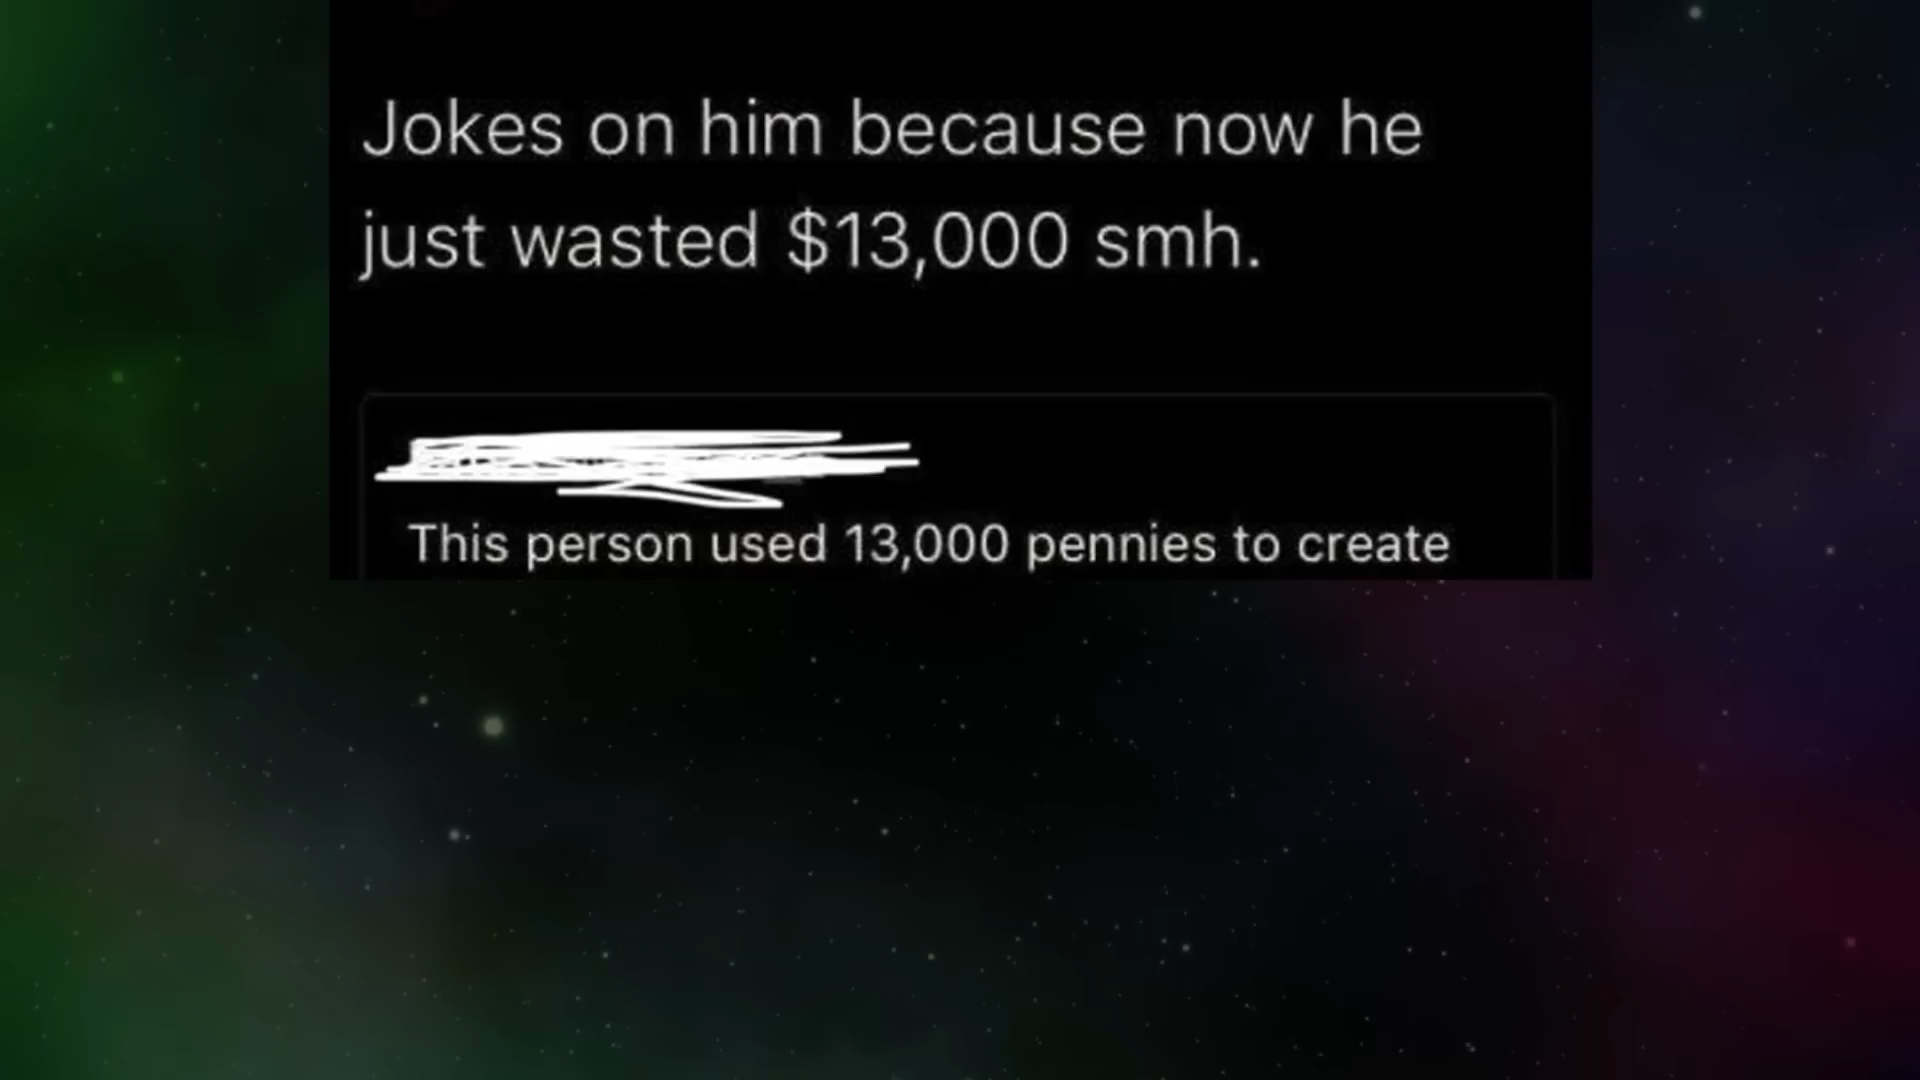 Jokes on him because now he
just wasted $13,000 smh.
This person used 13,000 pennies to create